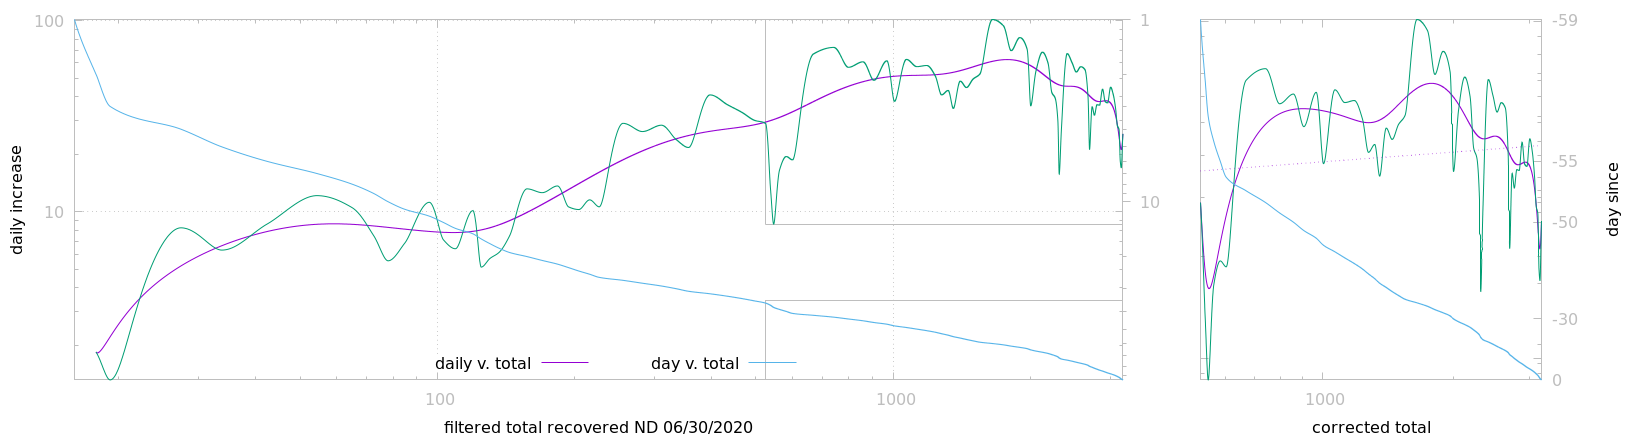 100
10
daily increase
daily v. total
day v. total
100
1000
filtered total recovered ND 06/30/2020
1
10
1000
corrected total
-59
-55
-50
-30
0
day since